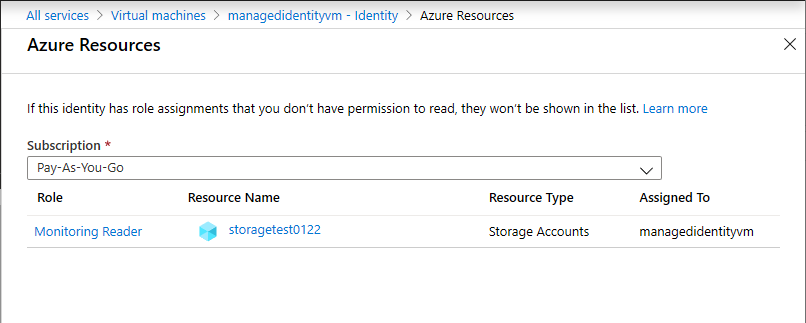 All services > Virtual machines > managedidentityvm - Identity > Azure Resources
Azure Resources
If this identity has role assignments that you don't have permission to read, they won't be shown in the list. Learn more
Subscription *
Pay-As-You-Go
Role Resource Name Resource Type Assigned To
Monitoring Reader storagetest0122 Storage Accounts managedidentityvm